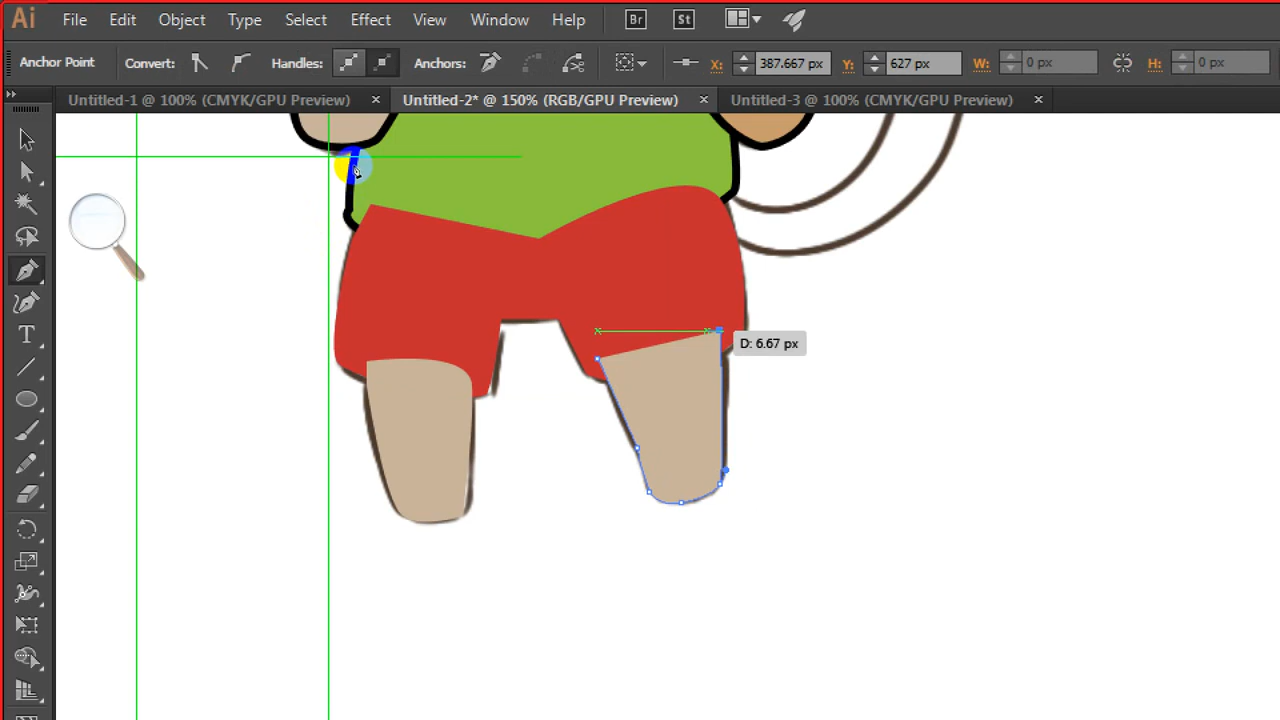 Ai File Edit Object Type Select Effect View Window Help Br St
Anchor Point Convert: Handles: Anchors: X: 387.667 px Y: 627 px W: 0 px H: 0 px
Untitled-1 @ 100% (CMYK/GPU Preview) × Untitled-2* @ 150% (RGB/GPU Preview) × Untitled-3 @ 100% (CMYK/GPU Preview) ×
D: 6.67 px